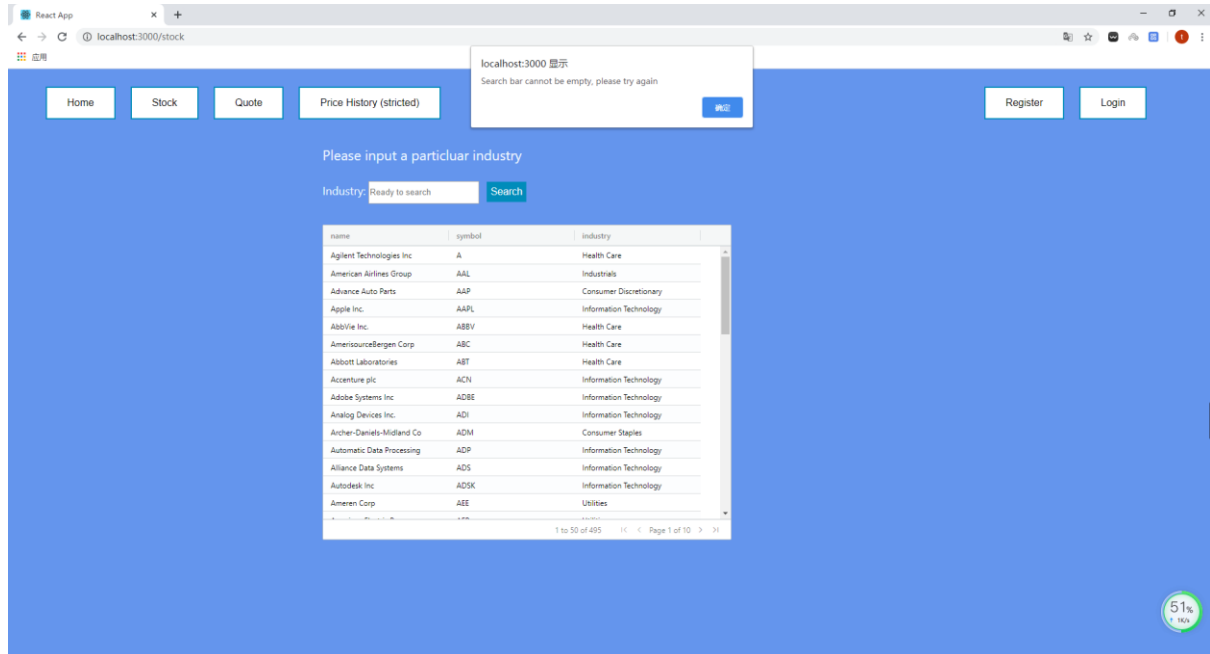 React App
localhost:3000/stock
应用
localhost:3000 显示
Search bar cannot be empty, please try again
确定
Home Stock Quote Price History (stricted) Register Login
Please input a particluar industry
Industry: Ready to search Search
name symbol industry
Agilent Technologies Inc A Health Care
American Airlines Group AAL Industrials
Advance Auto Parts AAP Consumer Discretionary
Apple Inc. AAPL Information Technology
AbbVie Inc. ABBV Health Care
AmerisourceBergen Corp ABC Health Care
Abbott Laboratories ABT Health Care
Accenture plc ACN Information Technology
Adobe Systems Inc ADBE Information Technology
Analog Devices Inc. ADI Information Technology
Archer-Daniels-Midland Co ADM Consumer Staples
Automatic Data Processing ADP Information Technology
Alliance Data Systems ADS Information Technology
Autodesk Inc ADSK Information Technology
Ameren Corp AEE Utilities
1 to 50 of 495 Page 1 of 10
51%
↑ 1K/s